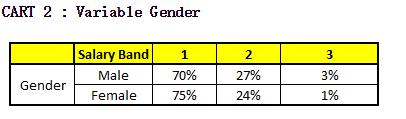 CART 2 : Variable Gender
Salary Band 1 2 3
Gender
Male 70% 27% 3%
Female 75% 24% 1%